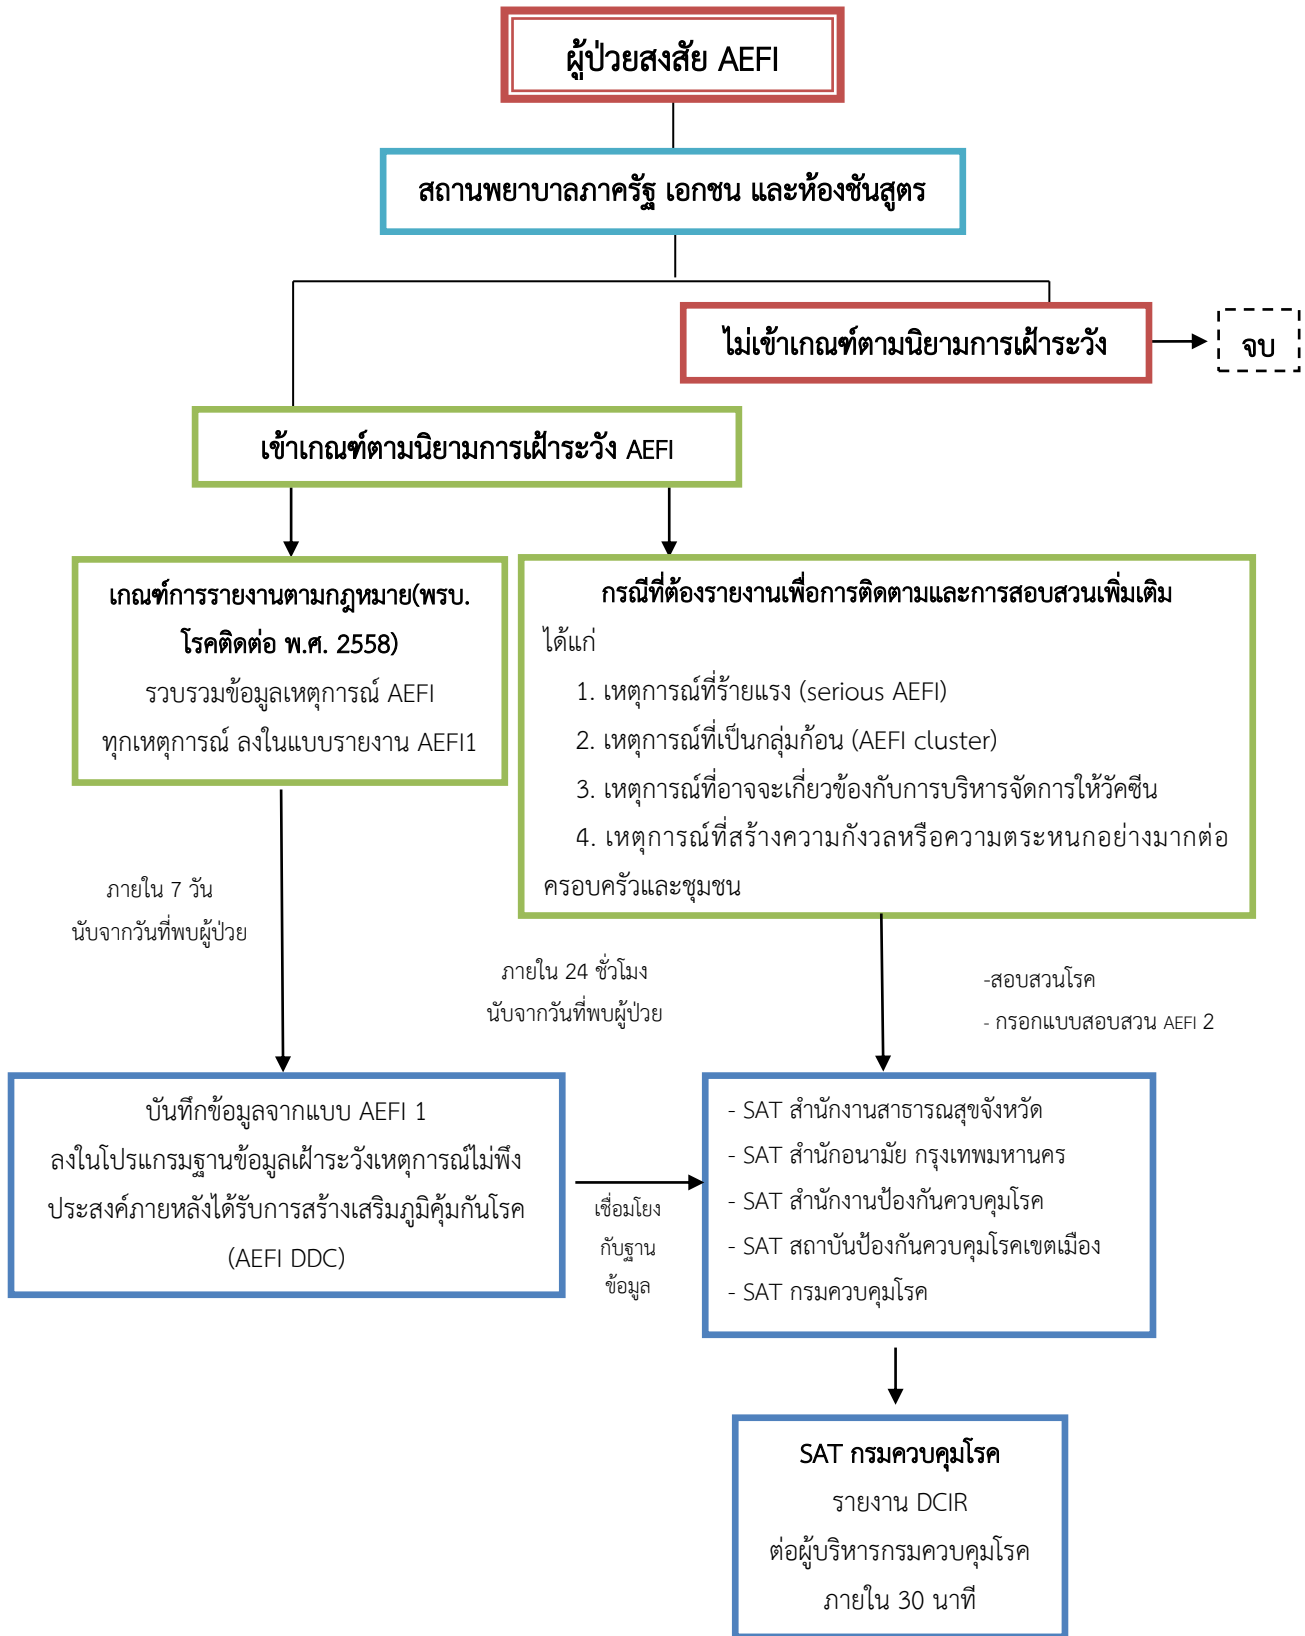 ผู้ป่วยสงสัย AEFI
สถานพยาบาลภาครัฐ เอกชน และห้องชันสูตร
ไม่เข้าเกณฑ์ตามนิยามการเฝ้าระวัง
จบ
เข้าเกณฑ์ตามนิยามการเฝ้าระวัง AEFI
เกณฑ์การรายงานตามกฎหมาย(พรบ.
โรคติดต่อ พ.ศ. 2558)
รวบรวมข้อมูลเหตุการณ์ AEFI
ทุกเหตุการณ์ ลงในแบบรายงาน AEFI1
กรณีที่ต้องรายงานเพื่อการติดตามและการสอบสวนเพิ่มเติม
ได้แก่
1. เหตุการณ์ที่ร้ายแรง (serious AEFI)
2. เหตุการณ์ที่เป็นกลุ่มก้อน (AEFI cluster)
3. เหตุการณ์ที่อาจจะเกี่ยวข้องกับการบริหารจัดการให้วัคซีน
4. เหตุการณ์ที่สร้างความกังวลหรือความตระหนกอย่างมากต่อ
ครอบครัวและชุมชน
ภายใน 7 วัน
นับจากวันที่พบผู้ป่วย
ภายใน 24 ชั่วโมง
นับจากวันที่พบผู้ป่วย
-สอบสวนโรค
- กรอกแบบสอบสวน AEFI 2
บันทึกข้อมูลจากแบบ AEFI 1
ลงในโปรแกรมฐานข้อมูลเฝ้าระวังเหตุการณ์ไม่พึง
ประสงค์ภายหลังได้รับการสร้างเสริมภูมิคุ้มกันโรค
(AEFI DDC)
เชื่อมโยง
กับฐาน
ข้อมูล
- SAT สำนักงานสาธารณสุขจังหวัด
- SAT สำนักอนามัย กรุงเทพมหานคร
- SAT สำนักงานป้องกันควบคุมโรค
- SAT สถาบันป้องกันควบคุมโรคเขตเมือง
- SAT กรมควบคุมโรค
SAT กรมควบคุมโรค
รายงาน DCIR
ต่อผู้บริหารกรมควบคุมโรค
ภายใน 30 นาที